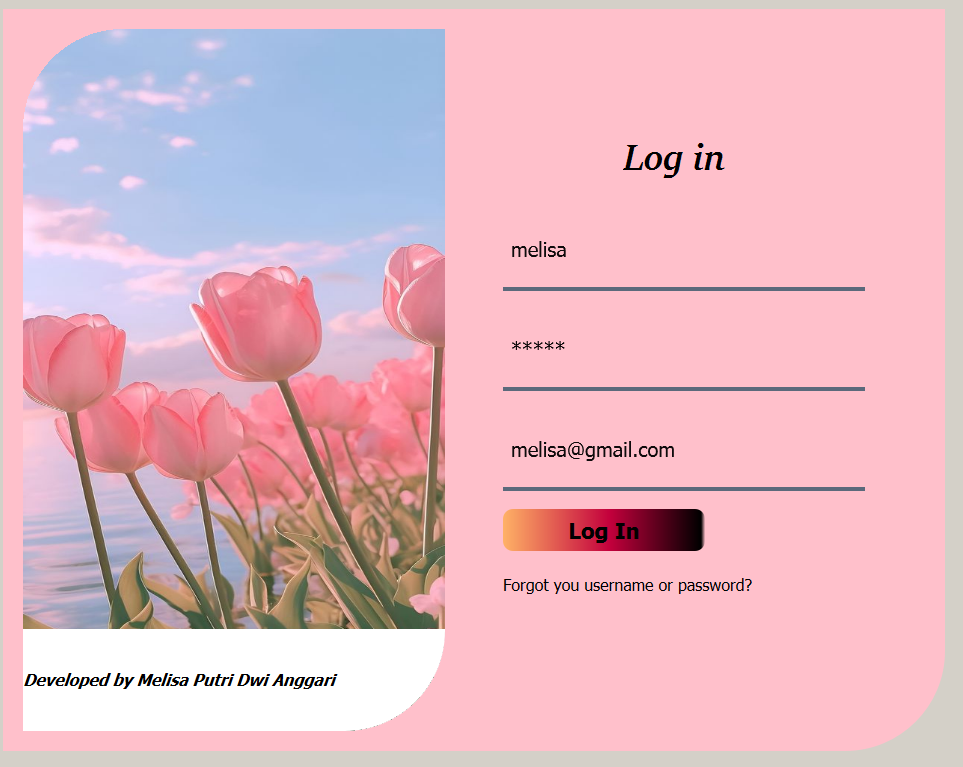 Log in
melisa
*****
melisa@gmail.com
Log In
Forgot you username or password?
Developed by Melisa Putri Dwi Anggari